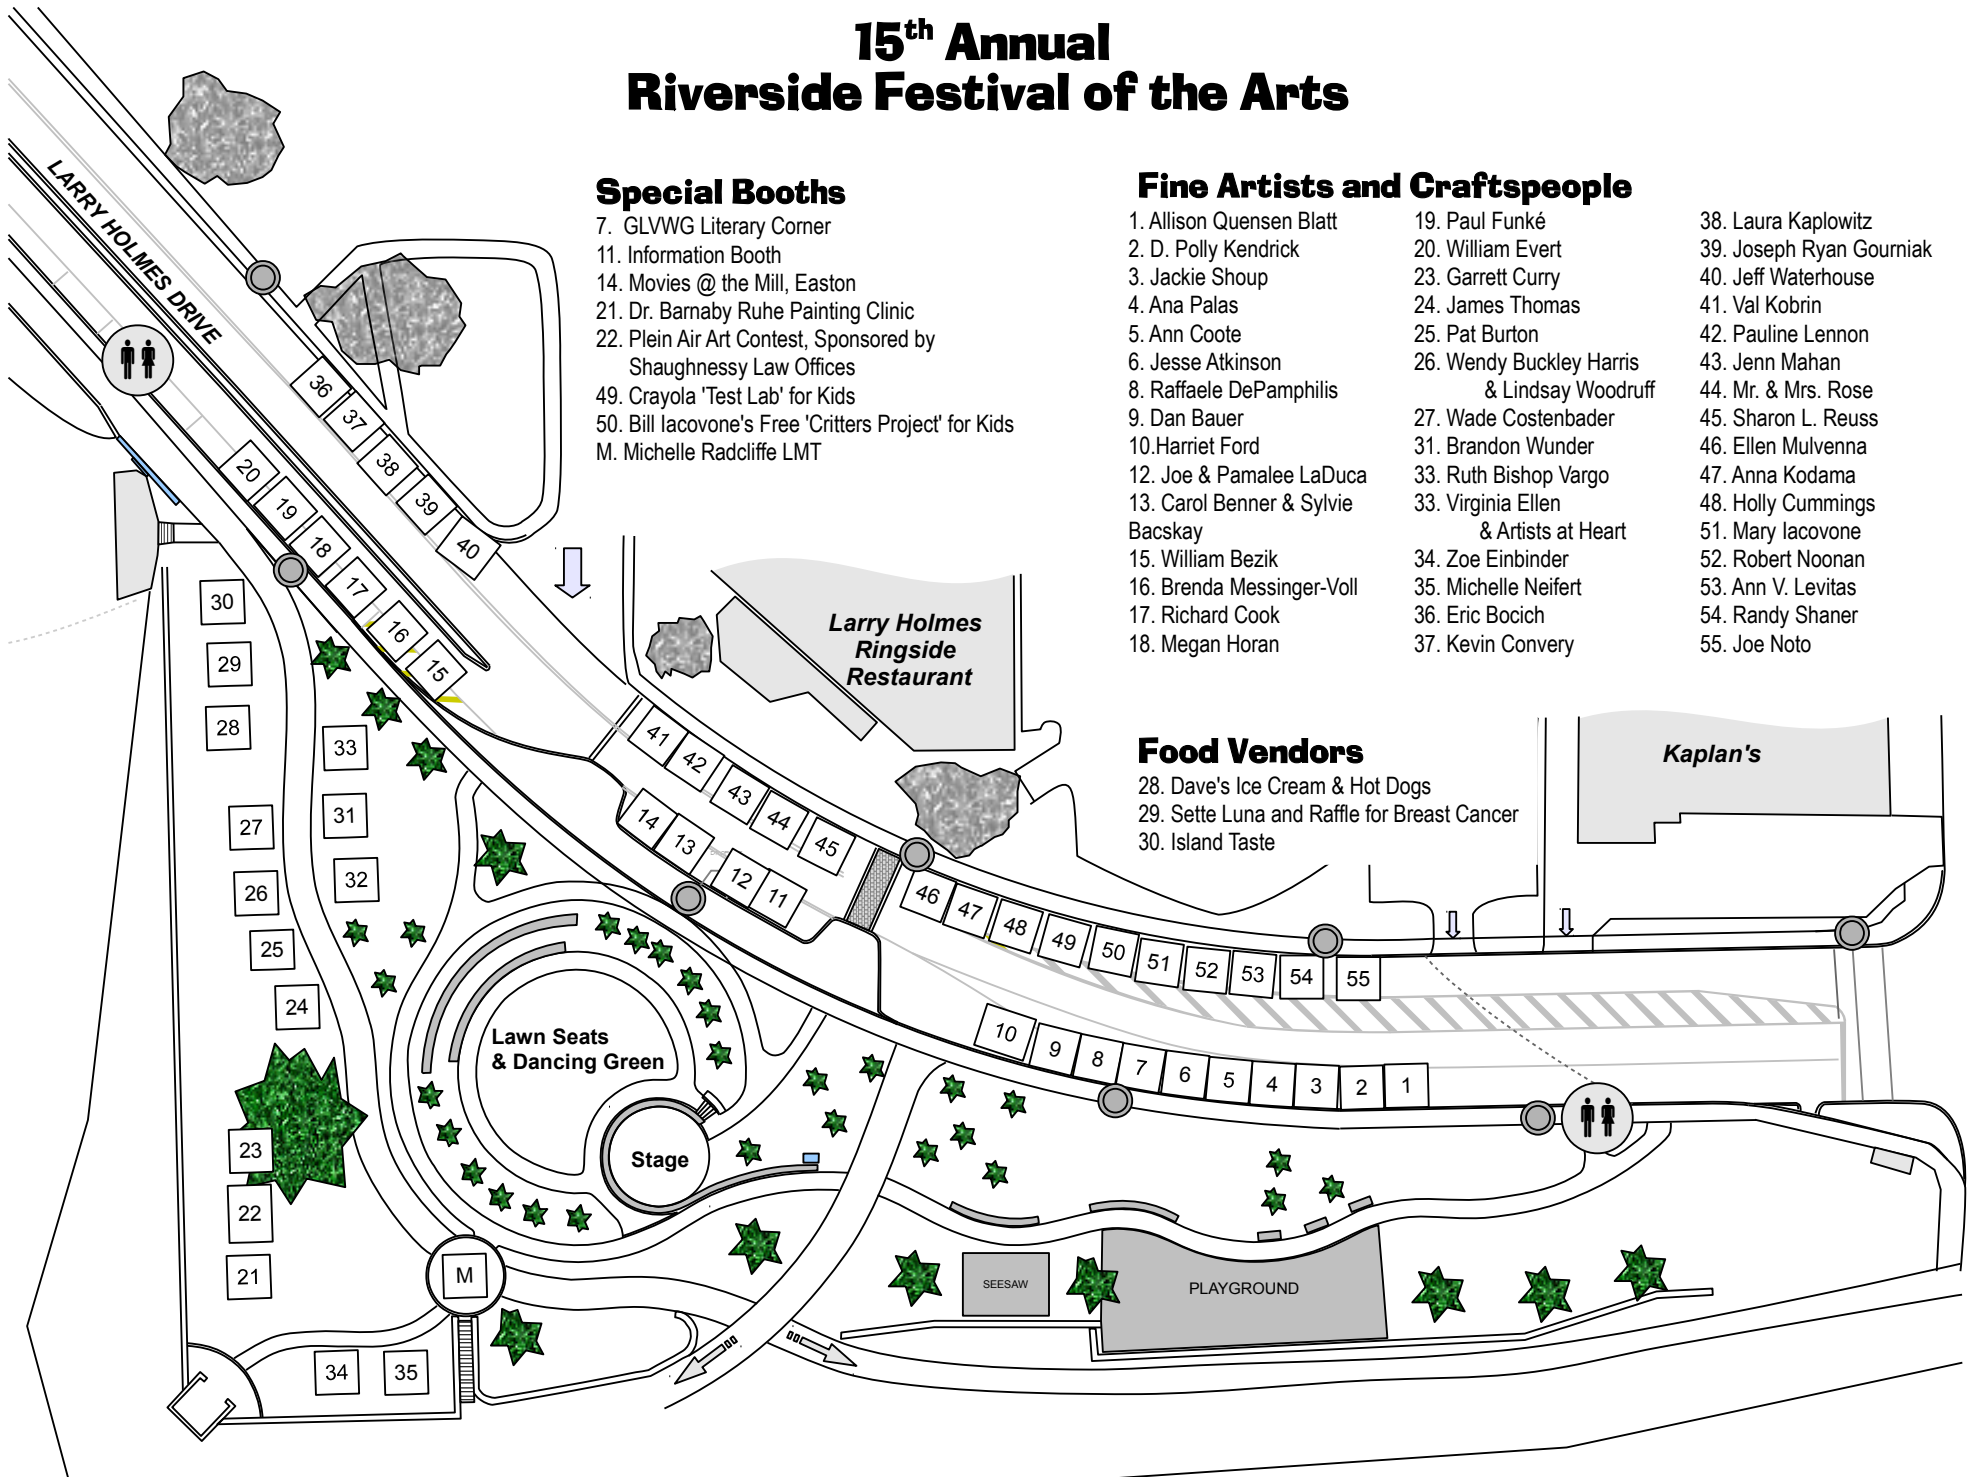 15th Annual
Riverside Festival of the Arts
Special Booths
7. GLVWG Literary Corner
11. Information Booth
14. Movies @ the Mill, Easton
21. Dr. Barnaby Ruhe Painting Clinic
22. Plein Air Art Contest, Sponsored by
Shaughnessy Law Offices
49. Crayola 'Test Lab' for Kids
50. Bill Iacovone's Free 'Critters Project' for Kids
M. Michelle Radcliffe LMT
Fine Artists and Craftspeople
1. Allison Quensen Blatt
2. D. Polly Kendrick
3. Jackie Shoup
4. Ana Palas
5. Ann Coote
6. Jesse Atkinson
8. Raffaele DePamphilis
9. Dan Bauer
10.Harriet Ford
12. Joe & Pamalee LaDuca
13. Carol Benner & Sylvie
Bacskay
15. William Bezik
16. Brenda Messinger-Voll
17. Richard Cook
18. Megan Horan
19. Paul Funké
20. William Evert
23. Garrett Curry
24. James Thomas
25. Pat Burton
26. Wendy Buckley Harris
& Lindsay Woodruff
27. Wade Costenbader
31. Brandon Wunder
33. Ruth Bishop Vargo
33. Virginia Ellen
& Artists at Heart
34. Zoe Einbinder
35. Michelle Neifert
36. Eric Bocich
37. Kevin Convery
38. Laura Kaplowitz
39. Joseph Ryan Gourniak
40. Jeff Waterhouse
41. Val Kobrin
42. Pauline Lennon
43. Jenn Mahan
44. Mr. & Mrs. Rose
45. Sharon L. Reuss
46. Ellen Mulvenna
47. Anna Kodama
48. Holly Cummings
51. Mary Iacovone
52. Robert Noonan
53. Ann V. Levitas
54. Randy Shaner
55. Joe Noto
Food Vendors
28. Dave's Ice Cream & Hot Dogs
29. Sette Luna and Raffle for Breast Cancer
30. Island Taste
LARRY HOLMES DRIVE
Larry Holmes
Ringside
Restaurant
Kaplan's
36
37
38
39
40
20
19
18
17
16
15
30
29
28
33
31
32
27
26
25
24
23
22
21
34
35
M
41
42
43
44
45
14
13
12
11
46
47
48
49
50
51
52
53
54
55
10
9
8
7
6
5
4
3
2
1
Lawn Seats
& Dancing Green
Stage
SEESAW
PLAYGROUND